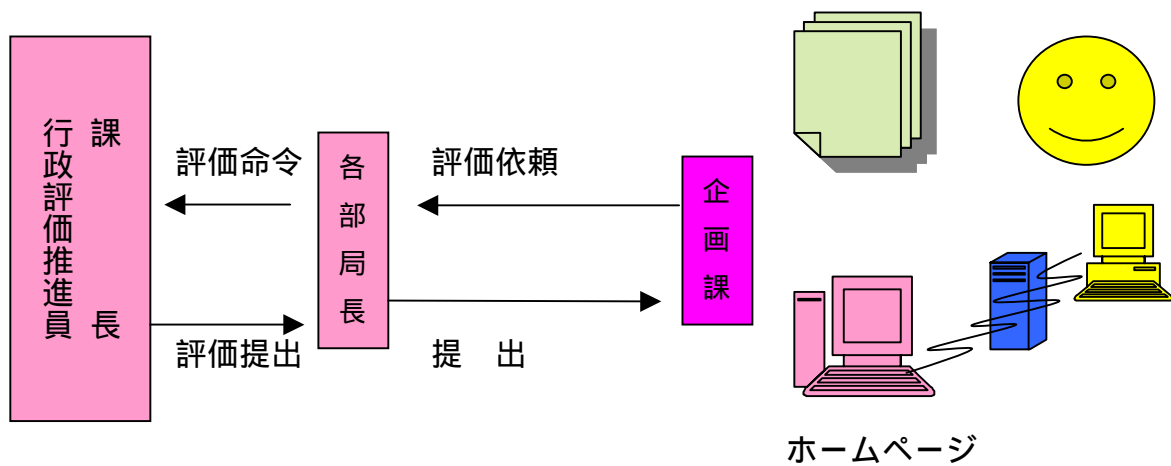 課長
行政評価推進員
評価命令
評価提出
各部局長
評価依頼
提 出
企画課
ホームページ